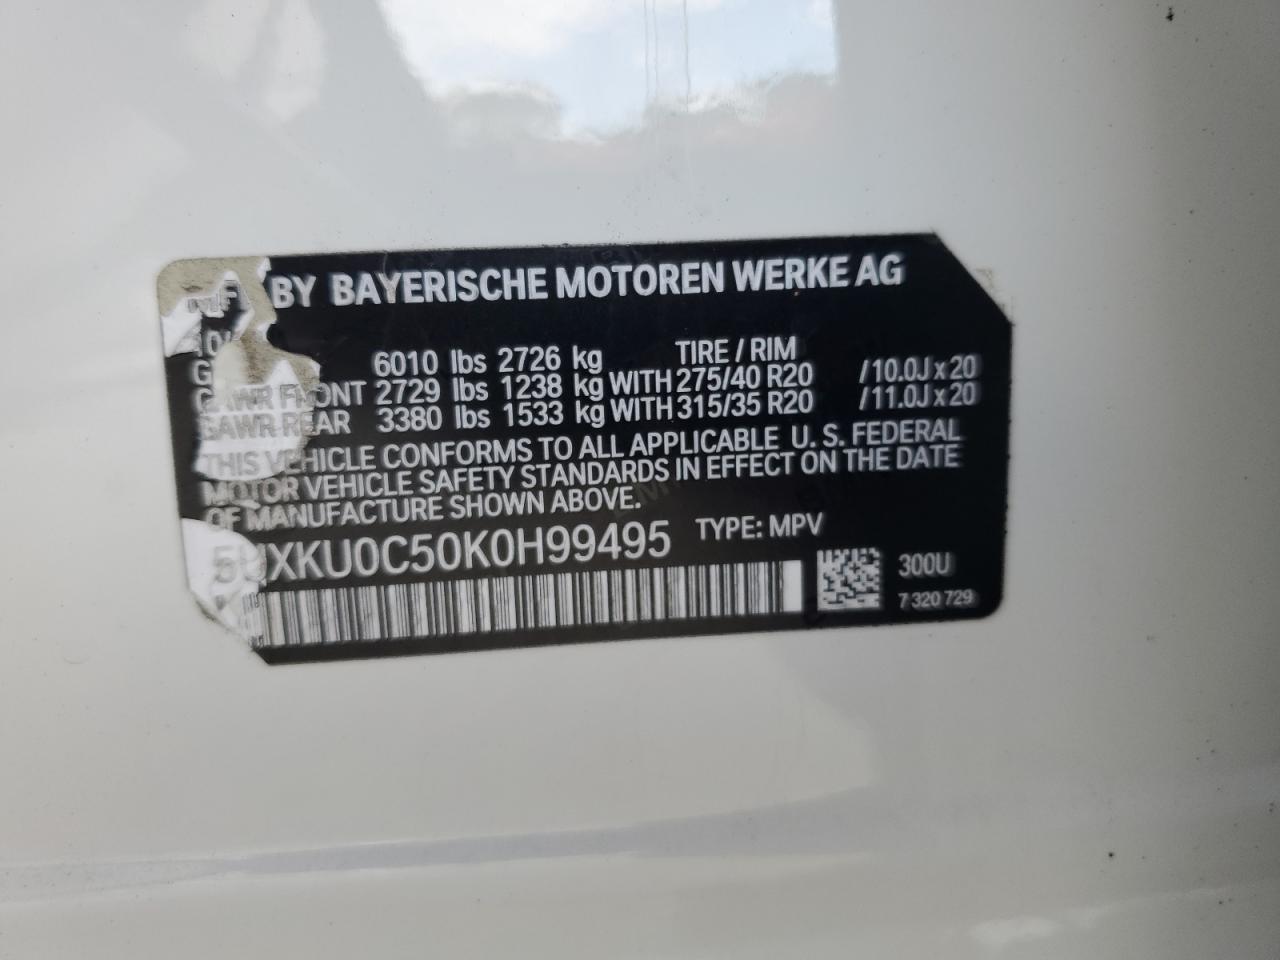 BY BAYERISCHE MOTOREN WERKE AG
6010 lbs 2726 kg TIRE / RIM
GAWR FRONT 2729 lbs 1238 kg WITH 275/40 R20 /10.0J x 20
GAWR REAR 3380 lbs 1533 kg WITH 315/35 R20 /11.0J x 20
THIS VEHICLE CONFORMS TO ALL APPLICABLE U. S. FEDERAL
MOTOR VEHICLE SAFETY STANDARDS IN EFFECT ON THE DATE
OF MANUFACTURE SHOWN ABOVE.
5UXKU0C50K0H99495 TYPE: MPV
300U
7 320 729